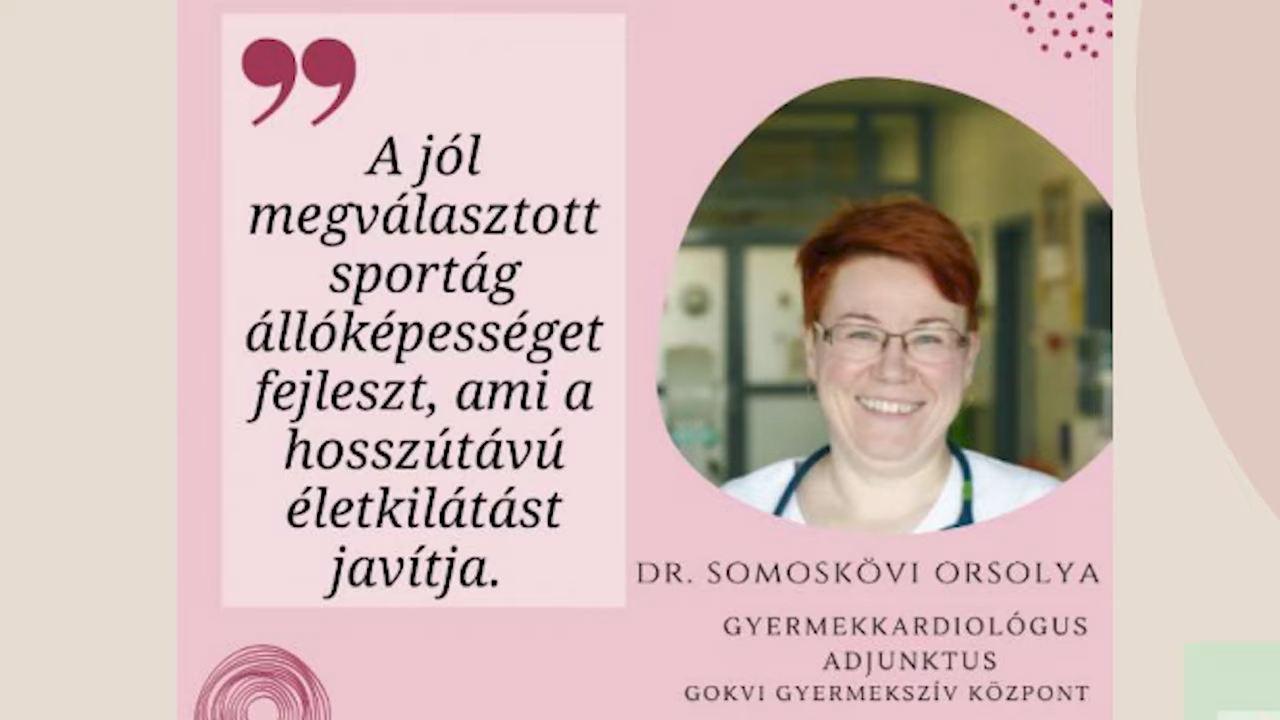 A jól
megválasztott
sportág
állóképességet
fejleszt, ami a
hosszútávú
életkilátást
javítja.
DR. SOMOSKÖVI ORSOLYA
GYERMEKKARDIOLÓGUS
ADJUNKTUS
GOKVI GYERMEKSZÍV KÖZPONT